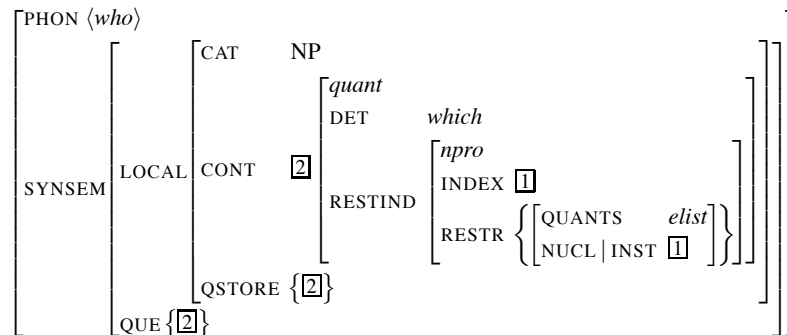 PHON ⟨who⟩
CAT NP
quant
DET which
npro
SYNSEM LOCAL CONT 2 INDEX 1
RESTIND
RESTR {[QUANTS elist
NUCL | INST 1]}
QSTORE {2}
QUE {2}